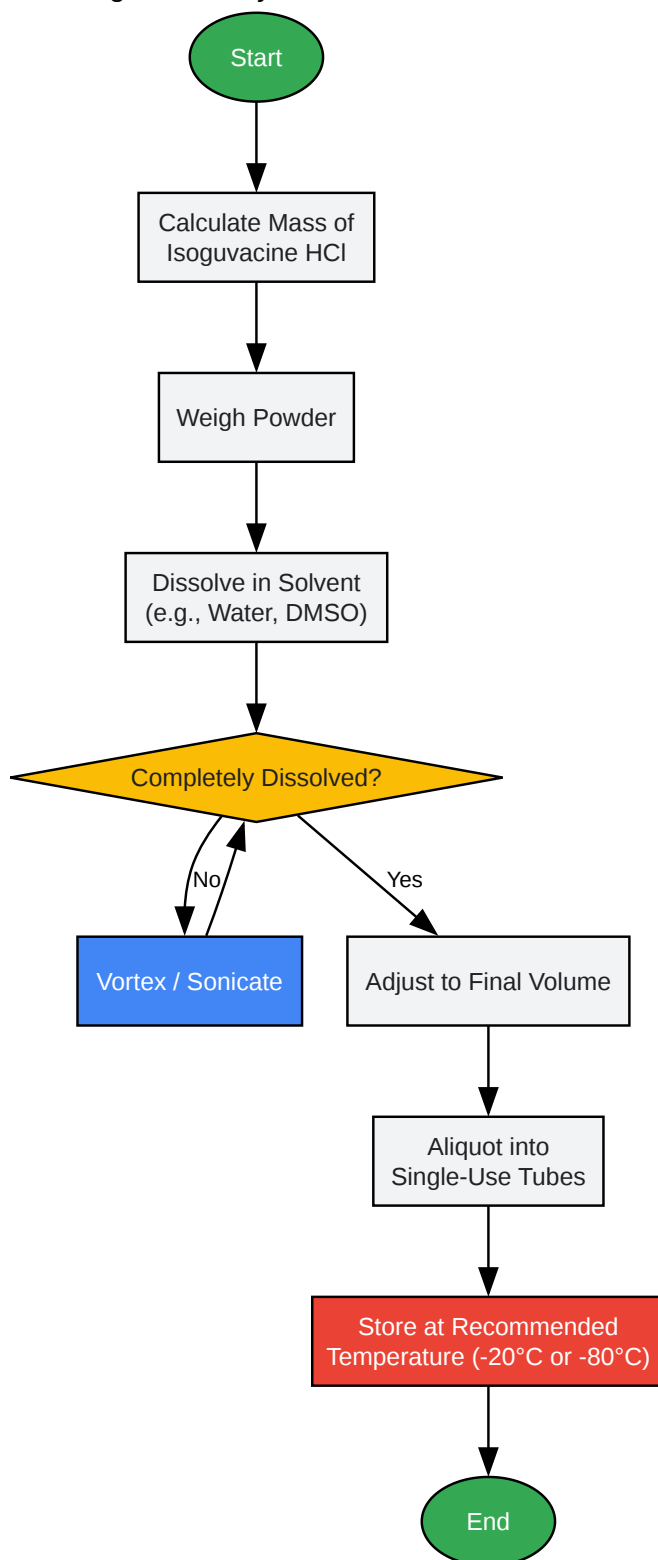 Start
Calculate Mass of
Isoguvacine HCl
Weigh Powder
Dissolve in Solvent
(e.g., Water, DMSO)
Completely Dissolved?
No
Yes
Vortex / Sonicate
Adjust to Final Volume
Aliquot into
Single-Use Tubes
Store at Recommended
Temperature (-20°C or -80°C)
End